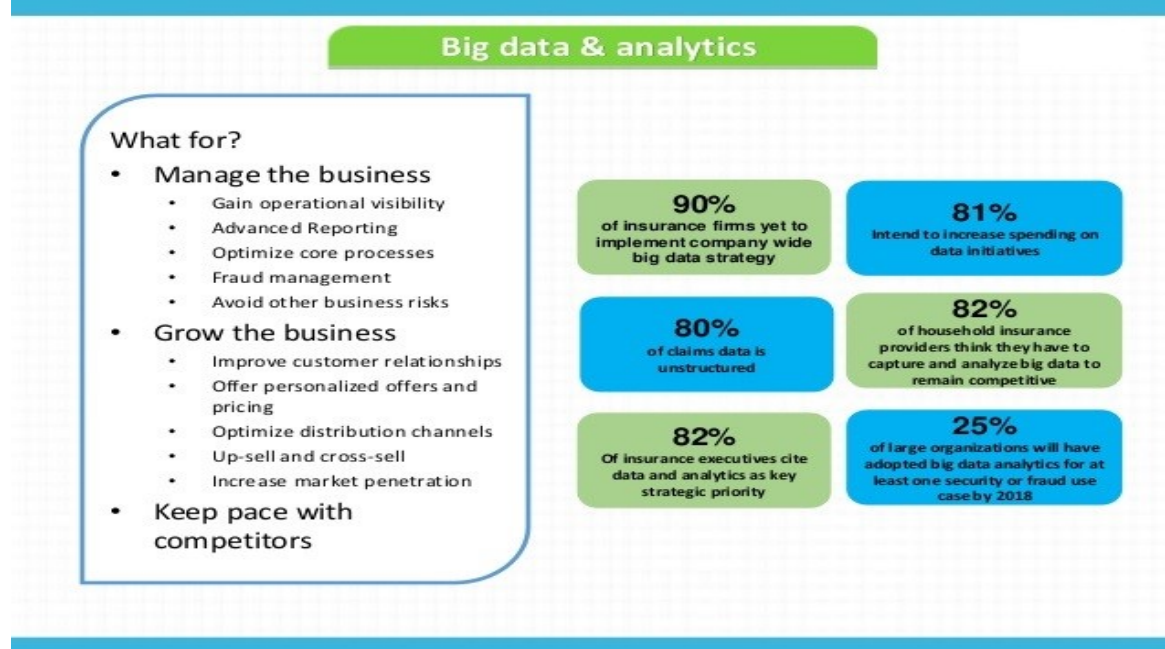 Big data & analytics
What for?
• Manage the business
• Gain operational visibility
• Advanced Reporting
• Optimize core processes
• Fraud management
• Avoid other business risks
• Grow the business
• Improve customer relationships
• Offer personalized offers and
pricing
• Optimize distribution channels
• Up-sell and cross-sell
• Increase market penetration
• Keep pace with
competitors
90%
of insurance firms yet to
implement company wide
big data strategy
81%
Intend to increase spending on
data initiatives
80%
of claims data is
unstructured
82%
of household insurance
providers think they have to
capture and analyze big data to
remain competitive
82%
Of insurance executives cite
data and analytics as key
strategic priority
25%
of large organizations will have
adopted big data analytics for at
least one security or fraud use
case by 2018